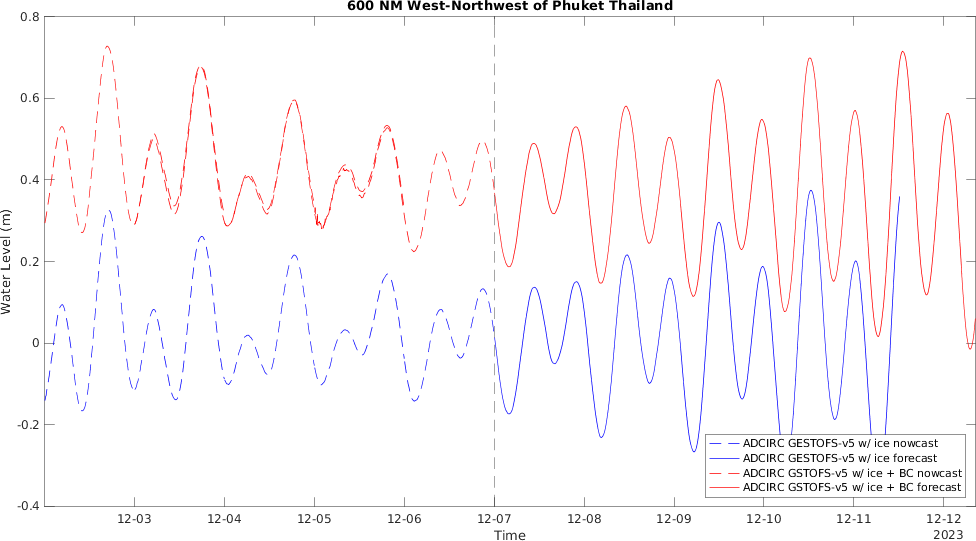 600 NM West-Northwest of Phuket Thailand
0.8
0.6
0.4
0.2
0
-0.2
-0.4
Water Level (m)
ADCIRC GESTOFS-v5 w/ ice nowcast
ADCIRC GESTOFS-v5 w/ ice forecast
ADCIRC GSTOFS-v5 w/ ice + BC nowcast
ADCIRC GSTOFS-v5 w/ ice + BC forecast
12-03 12-04 12-05 12-06 12-07 12-08 12-09 12-10 12-11 12-12
Time 2023